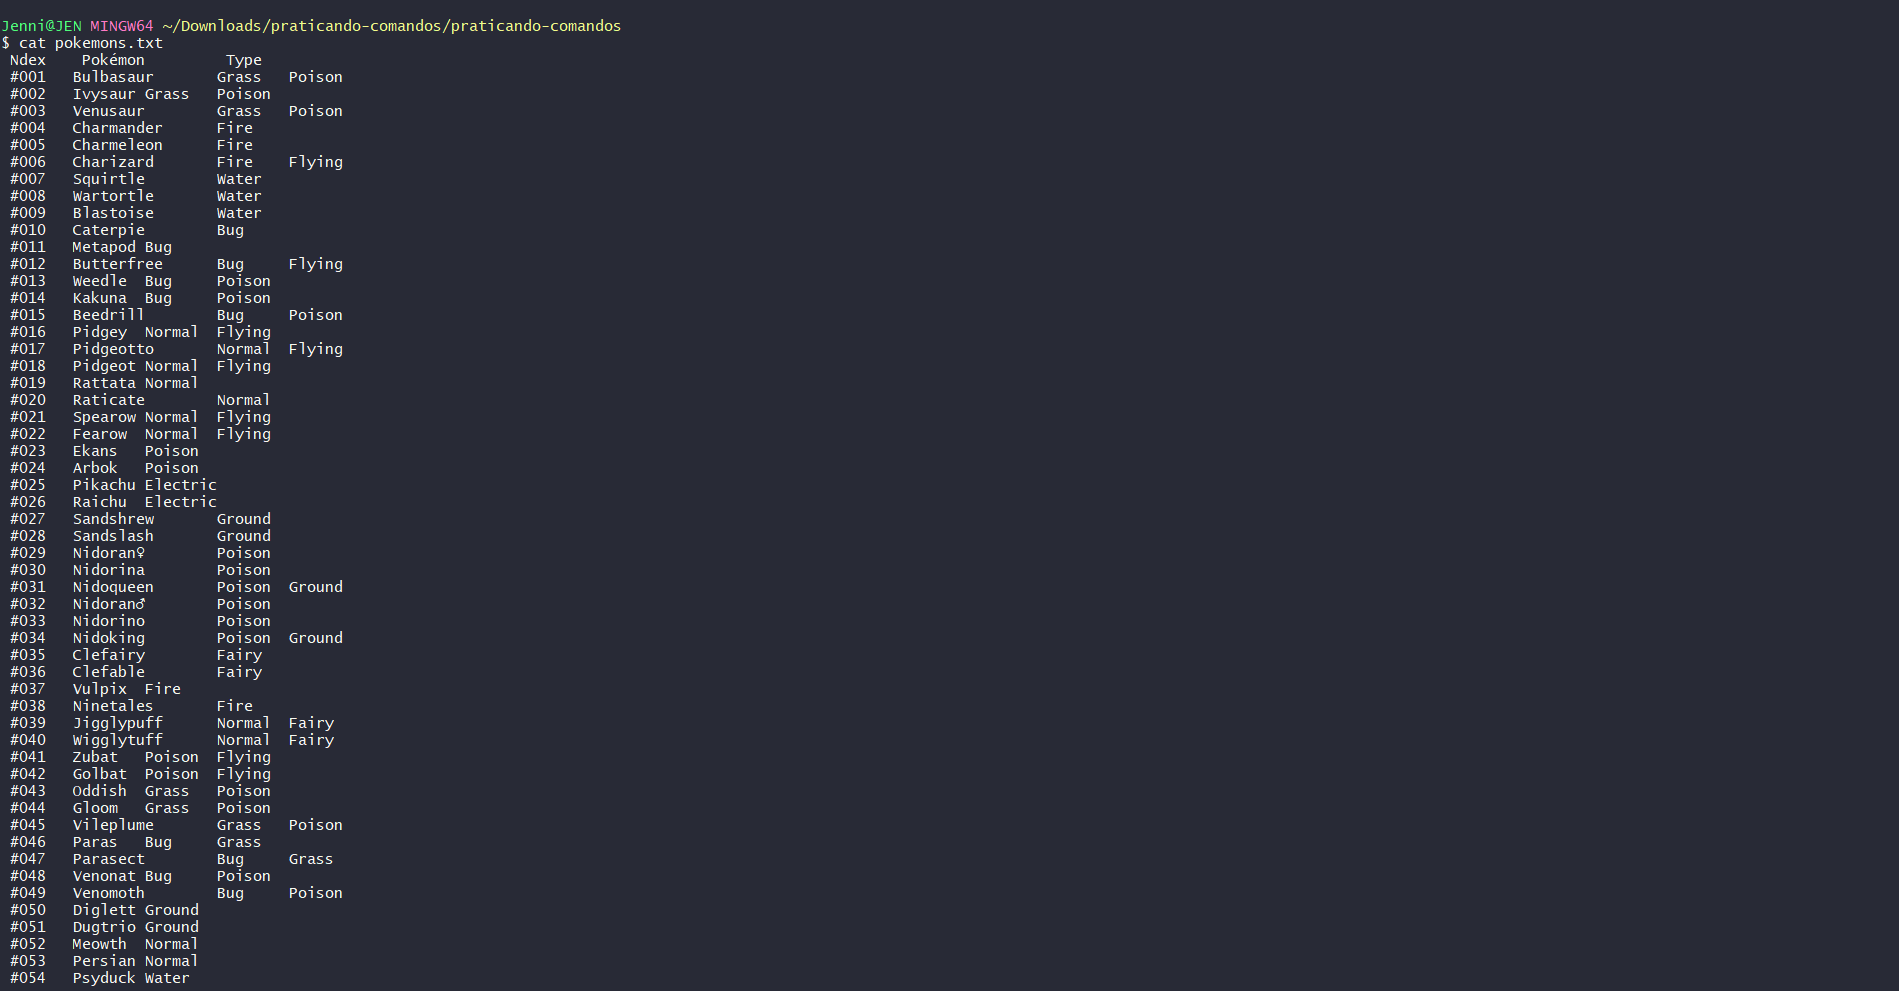 Jenni@JEN MINGW64 ~/Downloads/praticando-comandos/praticando-comandos
$ cat pokemons.txt
 Ndex    Pokémon         Type
 #001   Bulbasaur       Grass   Poison
 #002   Ivysaur Grass   Poison
 #003   Venusaur        Grass   Poison
 #004   Charmander      Fire
 #005   Charmeleon      Fire
 #006   Charizard       Fire    Flying
 #007   Squirtle        Water
 #008   Wartortle       Water
 #009   Blastoise       Water
 #010   Caterpie        Bug
 #011   Metapod Bug
 #012   Butterfree      Bug     Flying
 #013   Weedle  Bug     Poison
 #014   Kakuna  Bug     Poison
 #015   Beedrill        Bug     Poison
 #016   Pidgey  Normal  Flying
 #017   Pidgeotto       Normal  Flying
 #018   Pidgeot Normal  Flying
 #019   Rattata Normal
 #020   Raticate        Normal
 #021   Spearow Normal  Flying
 #022   Fearow  Normal  Flying
 #023   Ekans   Poison
 #024   Arbok   Poison
 #025   Pikachu Electric
 #026   Raichu  Electric
 #027   Sandshrew       Ground
 #028   Sandslash       Ground
 #029   Nidoran♀        Poison
 #030   Nidorina        Poison
 #031   Nidoqueen       Poison  Ground
 #032   Nidoran♂        Poison
 #033   Nidorino        Poison
 #034   Nidoking        Poison  Ground
 #035   Clefairy        Fairy
 #036   Clefable        Fairy
 #037   Vulpix  Fire
 #038   Ninetales       Fire
 #039   Jigglypuff      Normal  Fairy
 #040   Wigglytuff      Normal  Fairy
 #041   Zubat   Poison  Flying
 #042   Golbat  Poison  Flying
 #043   Oddish  Grass   Poison
 #044   Gloom   Grass   Poison
 #045   Vileplume       Grass   Poison
 #046   Paras   Bug     Grass
 #047   Parasect        Bug     Grass
 #048   Venonat Bug     Poison
 #049   Venomoth        Bug     Poison
 #050   Diglett Ground
 #051   Dugtrio Ground
 #052   Meowth  Normal
 #053   Persian Normal
 #054   Psyduck Water